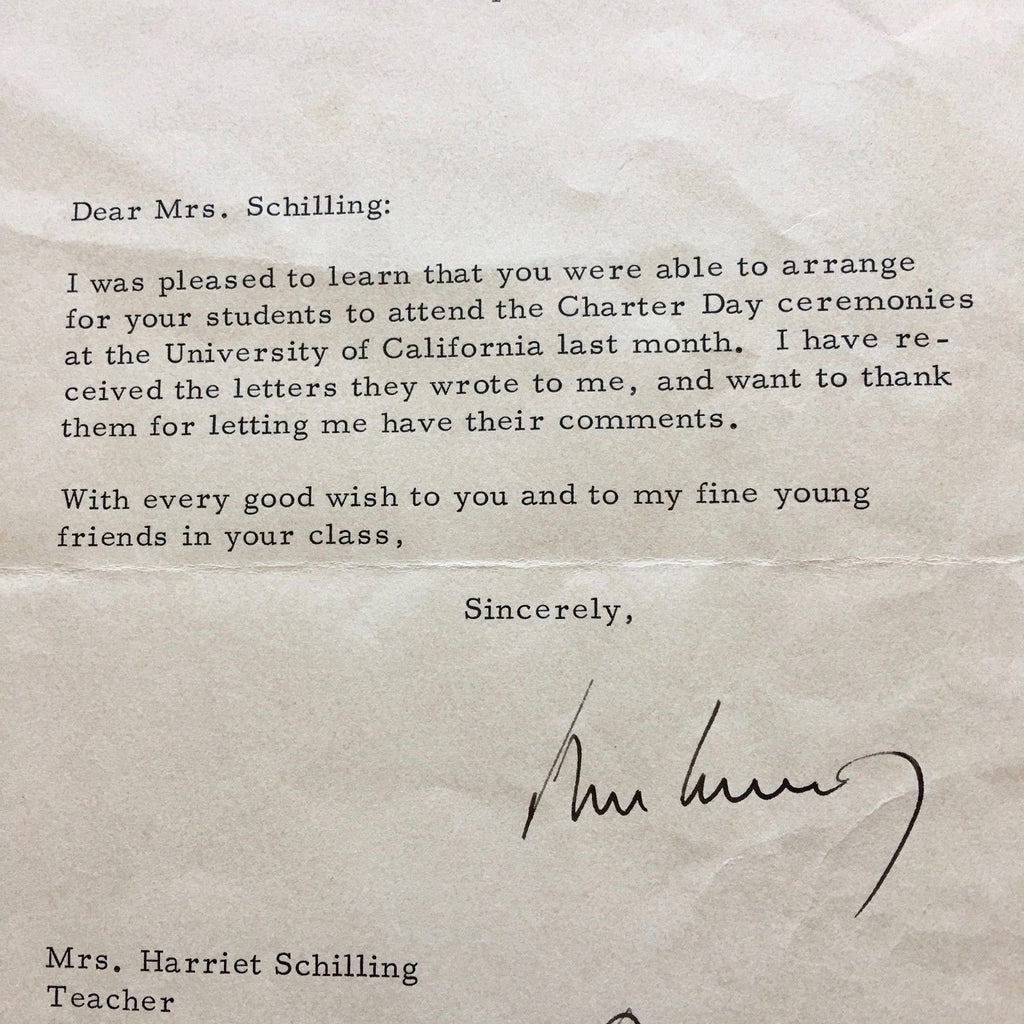 Dear Mrs. Schilling:
I was pleased to learn that you were able to arrange
for your students to attend the Charter Day ceremonies
at the University of California last month. I have re-
ceived the letters they wrote to me, and want to thank
them for letting me have their comments.
With every good wish to you and to my fine young
friends in your class,
Sincerely,
Mrs. Harriet Schilling
Teacher